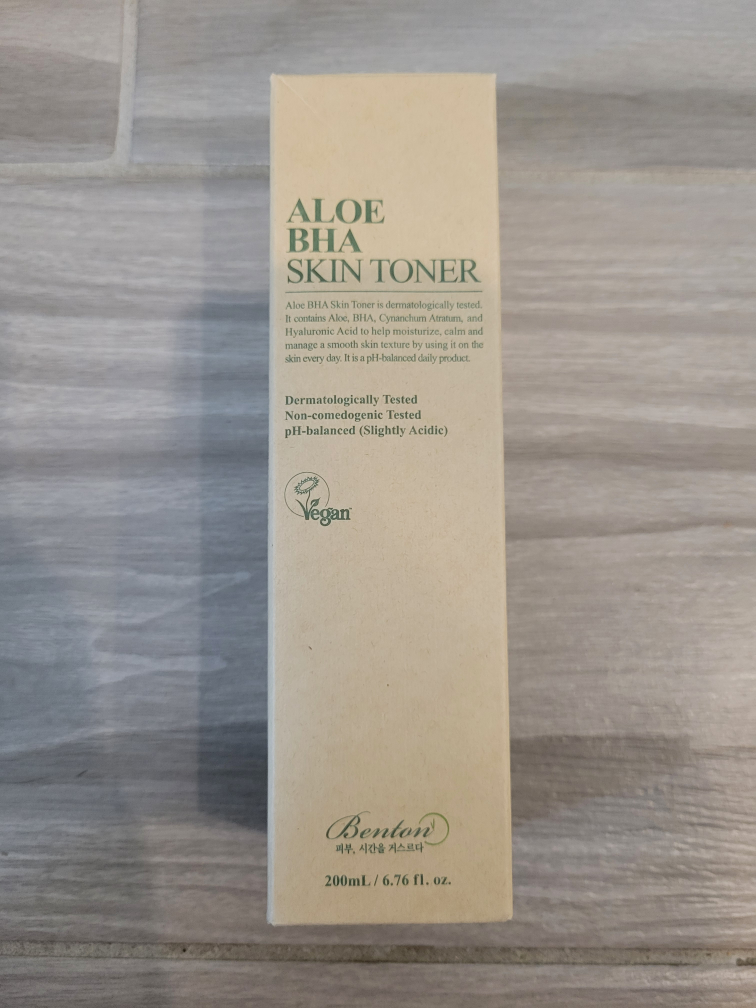 ALOE
BHA
SKIN TONER
Aloe BHA Skin Toner is dermatologically tested.
It contains Aloe, BHA, Cynanchum Atratum, and
Hyaluronic Acid to help moisturize, calm and
manage a smooth skin texture by using it on the
skin every day. It is a pH-balanced daily product.
Dermatologically Tested
Non-comedogenic Tested
pH-balanced (Slightly Acidic)
Vegan
Benton
피부, 시간을 거스르다
200mL / 6.76 fl. oz.